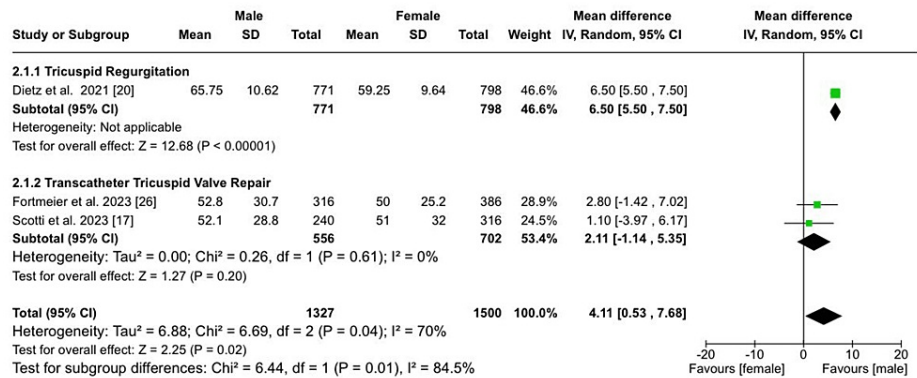 Male Female Mean difference Mean difference
Study or Subgroup Mean SD Total Mean SD Total Weight IV, Random, 95% CI IV, Random, 95% CI
2.1.1 Tricuspid Regurgitation
Dietz et al. 2021 [20] 65.75 10.62 771 59.25 9.64 798 46.6% 6.50 [5.50 , 7.50]
Subtotal (95% CI) 771 798 46.6% 6.50 [5.50 , 7.50]
Heterogeneity: Not applicable
Test for overall effect: Z = 12.68 (P < 0.00001)
2.1.2 Transcatheter Tricuspid Valve Repair
Fortmeier et al. 2023 [26] 52.8 30.7 316 50 25.2 386 28.9% 2.80 [-1.42 , 7.02]
Scotti et al. 2023 [17] 52.1 28.8 240 51 32 316 24.5% 1.10 [-3.97 , 6.17]
Subtotal (95% CI) 556 702 53.4% 2.11 [-1.14 , 5.35]
Heterogeneity: Tau² = 0.00; Chi² = 0.26, df = 1 (P = 0.61); I² = 0%
Test for overall effect: Z = 1.27 (P = 0.20)
Total (95% CI) 1327 1500 100.0% 4.11 [0.53 , 7.68]
Heterogeneity: Tau² = 6.88; Chi² = 6.69, df = 2 (P = 0.04); I² = 70%
Test for overall effect: Z = 2.25 (P = 0.02)
Test for subgroup differences: Chi² = 6.44, df = 1 (P = 0.01), I² = 84.5%
-20 -10 0 10 20
Favours [female] Favours [male]